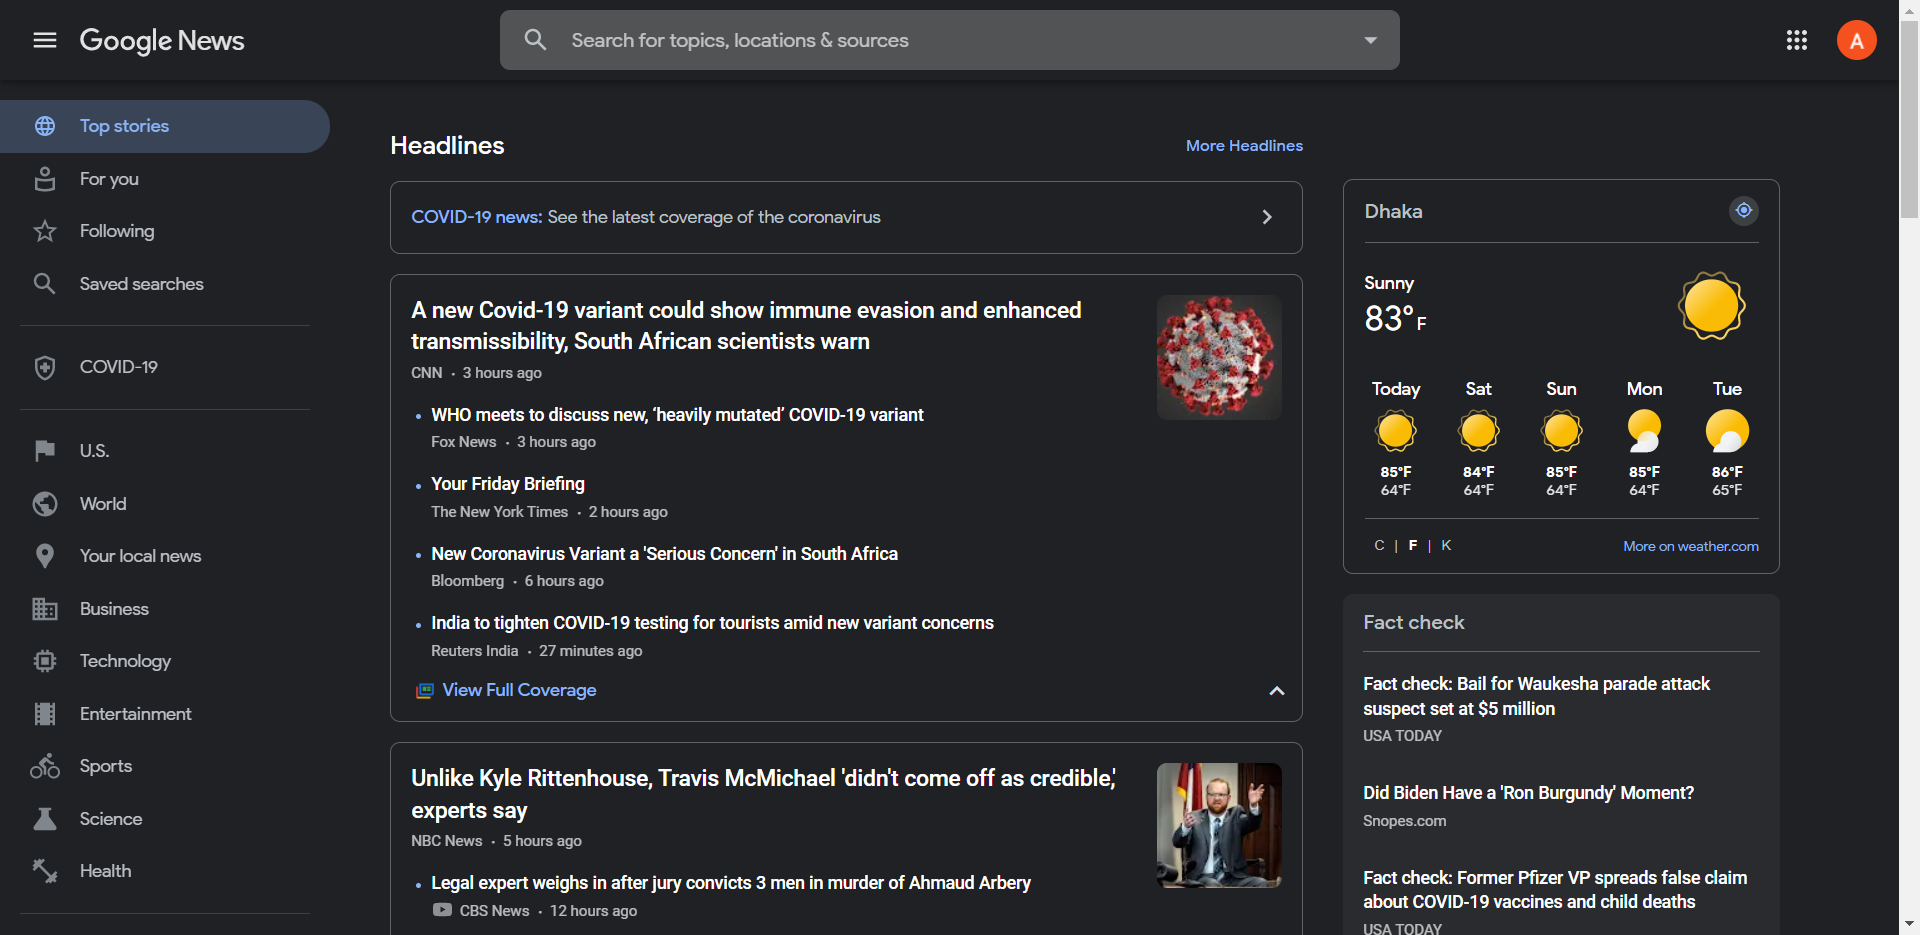 Google News
Search for topics, locations & sources
A
Top stories
For you
Following
Saved searches
COVID-19
U.S.
World
Your local news
Business
Technology
Entertainment
Sports
Science
Health
Headlines
More Headlines
COVID-19 news: See the latest coverage of the coronavirus
A new Covid-19 variant could show immune evasion and enhanced
transmissibility, South African scientists warn
CNN · 3 hours ago
WHO meets to discuss new, ‘heavily mutated’ COVID-19 variant
Fox News · 3 hours ago
Your Friday Briefing
The New York Times · 2 hours ago
New Coronavirus Variant a 'Serious Concern' in South Africa
Bloomberg · 6 hours ago
India to tighten COVID-19 testing for tourists amid new variant concerns
Reuters India · 27 minutes ago
View Full Coverage
Unlike Kyle Rittenhouse, Travis McMichael 'didn't come off as credible,'
experts say
NBC News · 5 hours ago
Legal expert weighs in after jury convicts 3 men in murder of Ahmaud Arbery
CBS News · 12 hours ago
Dhaka
Sunny
83°F
Today Sat Sun Mon Tue
85°F 84°F 85°F 85°F 86°F
64°F 64°F 64°F 64°F 65°F
C | F | K
More on weather.com
Fact check
Fact check: Bail for Waukesha parade attack
suspect set at $5 million
USA TODAY
Did Biden Have a 'Ron Burgundy' Moment?
Snopes.com
Fact check: Former Pfizer VP spreads false claim
about COVID-19 vaccines and child deaths
USA TODAY